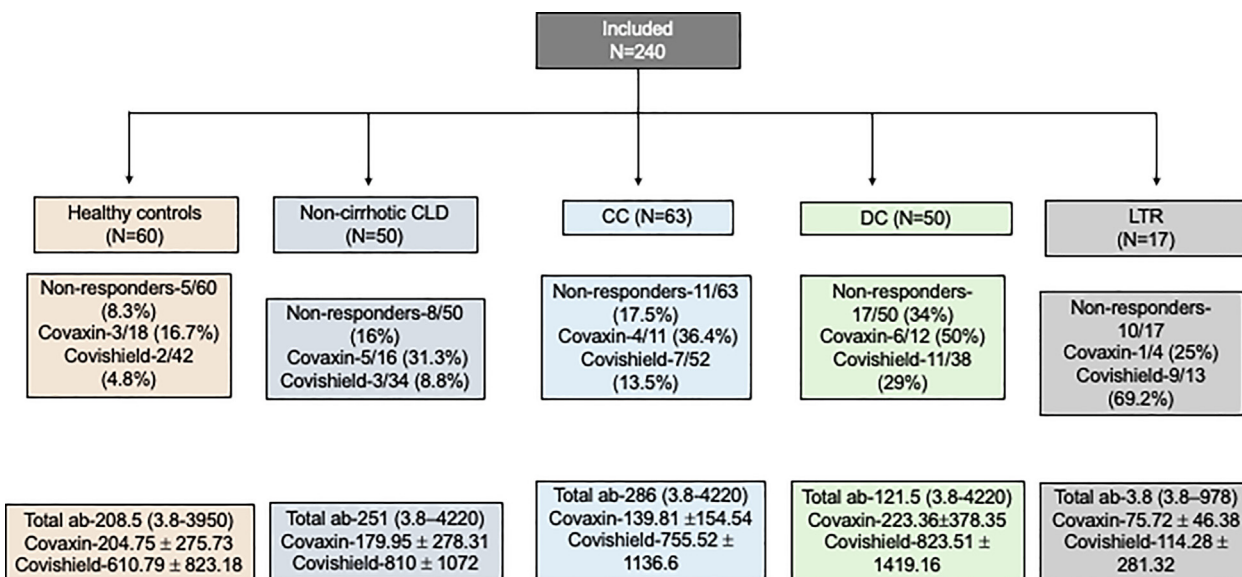 Included
N=240
Healthy controls
(N=60)
Non-cirrhotic CLD
(N=50)
CC (N=63)
DC (N=50)
LTR
(N=17)
Non-responders-5/60
(8.3%)
Covaxin-3/18 (16.7%)
Covishield-2/42
(4.8%)
Non-responders-8/50
(16%)
Covaxin-5/16 (31.3%)
Covishield-3/34 (8.8%)
Non-responders-11/63
(17.5%)
Covaxin-4/11 (36.4%)
Covishield-7/52
(13.5%)
Non-responders-
17/50 (34%)
Covaxin-6/12 (50%)
Covishield-11/38
(29%)
Non-responders-
10/17
Covaxin-1/4 (25%)
Covishield-9/13
(69.2%)
Total ab-208.5 (3.8-3950)
Covaxin-204.75 ± 275.73
Covishield-610.79 ± 823.18
Total ab-251 (3.8–4220)
Covaxin-179.95 ± 278.31
Covishield-810 ± 1072
Total ab-286 (3.8-4220)
Covaxin-139.81 ±154.54
Covishield-755.52 ±
1136.6
Total ab-121.5 (3.8-4220)
Covaxin-223.36±378.35
Covishield-823.51 ±
1419.16
Total ab-3.8 (3.8–978)
Covaxin-75.72 ± 46.38
Covishield-114.28 ±
281.32